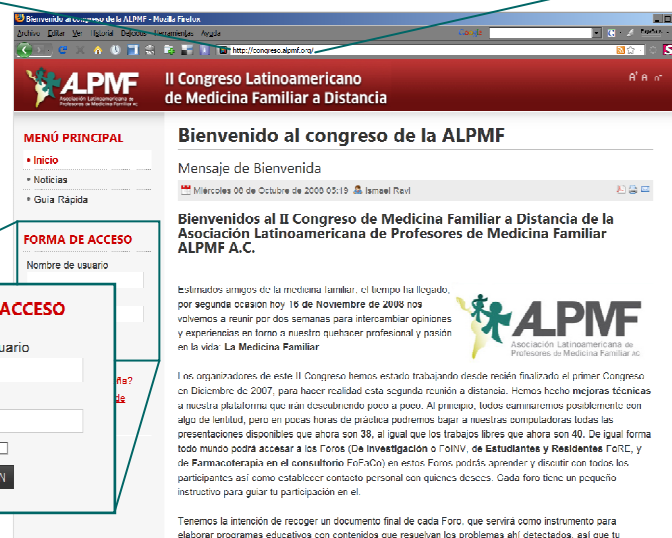 Bienvenido al congreso de la ALPMF - Mozilla Firefox
Archivo Editar Ver Historial Herramientas Ayuda
http://congreso.alpmf.org/
ALPMF
Asociación Latinoamericana de
Profesores de Medicina Familiar AC
II Congreso Latinoamericano
de Medicina Familiar a Distancia
MENÚ PRINCIPAL
Inicio
Noticias
Guía Rápida
FORMA DE ACCESO
Nombre de usuario
ACCESO
uario
N
ña?
de
Bienvenido al congreso de la ALPMF
Mensaje de Bienvenida
Miércoles 08 de Octubre de 2008 05:19 Ismael Ravi
Bienvenidos al II Congreso de Medicina Familiar a Distancia de la
Asociación Latinoamericana de Profesores de Medicina Familiar
ALPMF A.C.
Estimados amigos de la medicina familiar, el tiempo ha llegado,
por segunda ocasión hoy 16 de Noviembre de 2008 nos
volvemos a reunir por dos semanas para intercambiar opiniones
y experiencias en torno a nuestro quehacer profesional y pasión
en la vida: La Medicina Familiar
ALPMF
Asociación Latinoamericana de
Profesores de Medicina Familiar AC
Los organizadores de este II Congreso hemos estado trabajando desde recién finalizado el primer Congreso
en Diciembre de 2007, para hacer realidad esta segunda reunión a distancia. Hemos hecho mejoras técnicas
a nuestra plataforma que irán descubriendo poco a poco. Al principio, todos caminaremos posiblemente con
algo de lentitud, pero en pocas horas de práctica podremos bajar a nuestras computadoras todas las
presentaciones disponibles que ahora son 38, al igual que los trabajos libres que ahora son 40. De igual forma
todo mundo podrá accesar a los Foros (De Investigación o FoINV, de Estudiantes y Residentes FoRE, y
de Farmacoterapia en el consultorio FoFaCo) en estos Foros podrás aprender y discutir con todos los
participantes así como establecer contacto personal con quienes desees. Cada foro tiene un pequeño
instructivo para guiar tu participación en el.
Tenemos la intención de recoger un documento final de cada Foro, que servirá como instrumento para
elaborar programas educativos con contenidos que resuelvan los problemas ahí detectados, así que tu